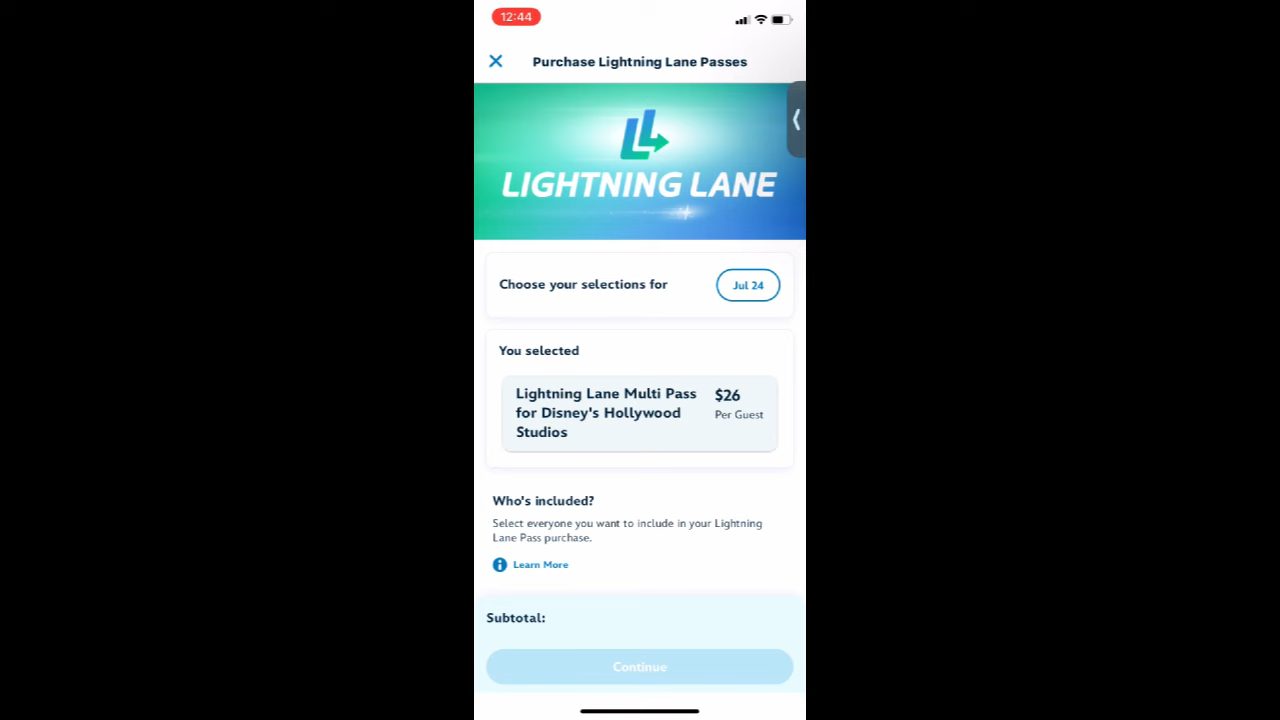 12:44
Purchase Lightning Lane Passes
LIGHTNING LANE
Choose your selections for
Jul 24
You selected
Lightning Lane Multi Pass
for Disney's Hollywood
Studios
$26
Per Guest
Who's included?
Select everyone you want to include in your Lightning
Lane Pass purchase.
Learn More
Subtotal:
Continue